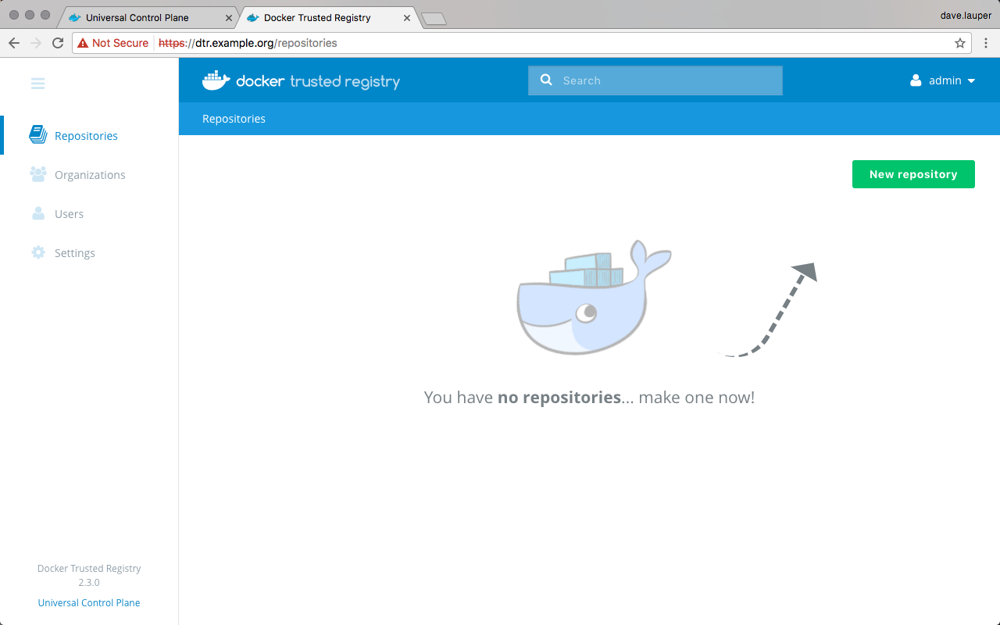 Universal Control Plane
Docker Trusted Registry
dave.lauper
Not Secure
https://dtr.example.org/repositories
docker trusted registry
Search
admin
Repositories
Repositories
Organizations
Users
Settings
New repository
You have no repositories... make one now!
Docker Trusted Registry
2.3.0
Universal Control Plane